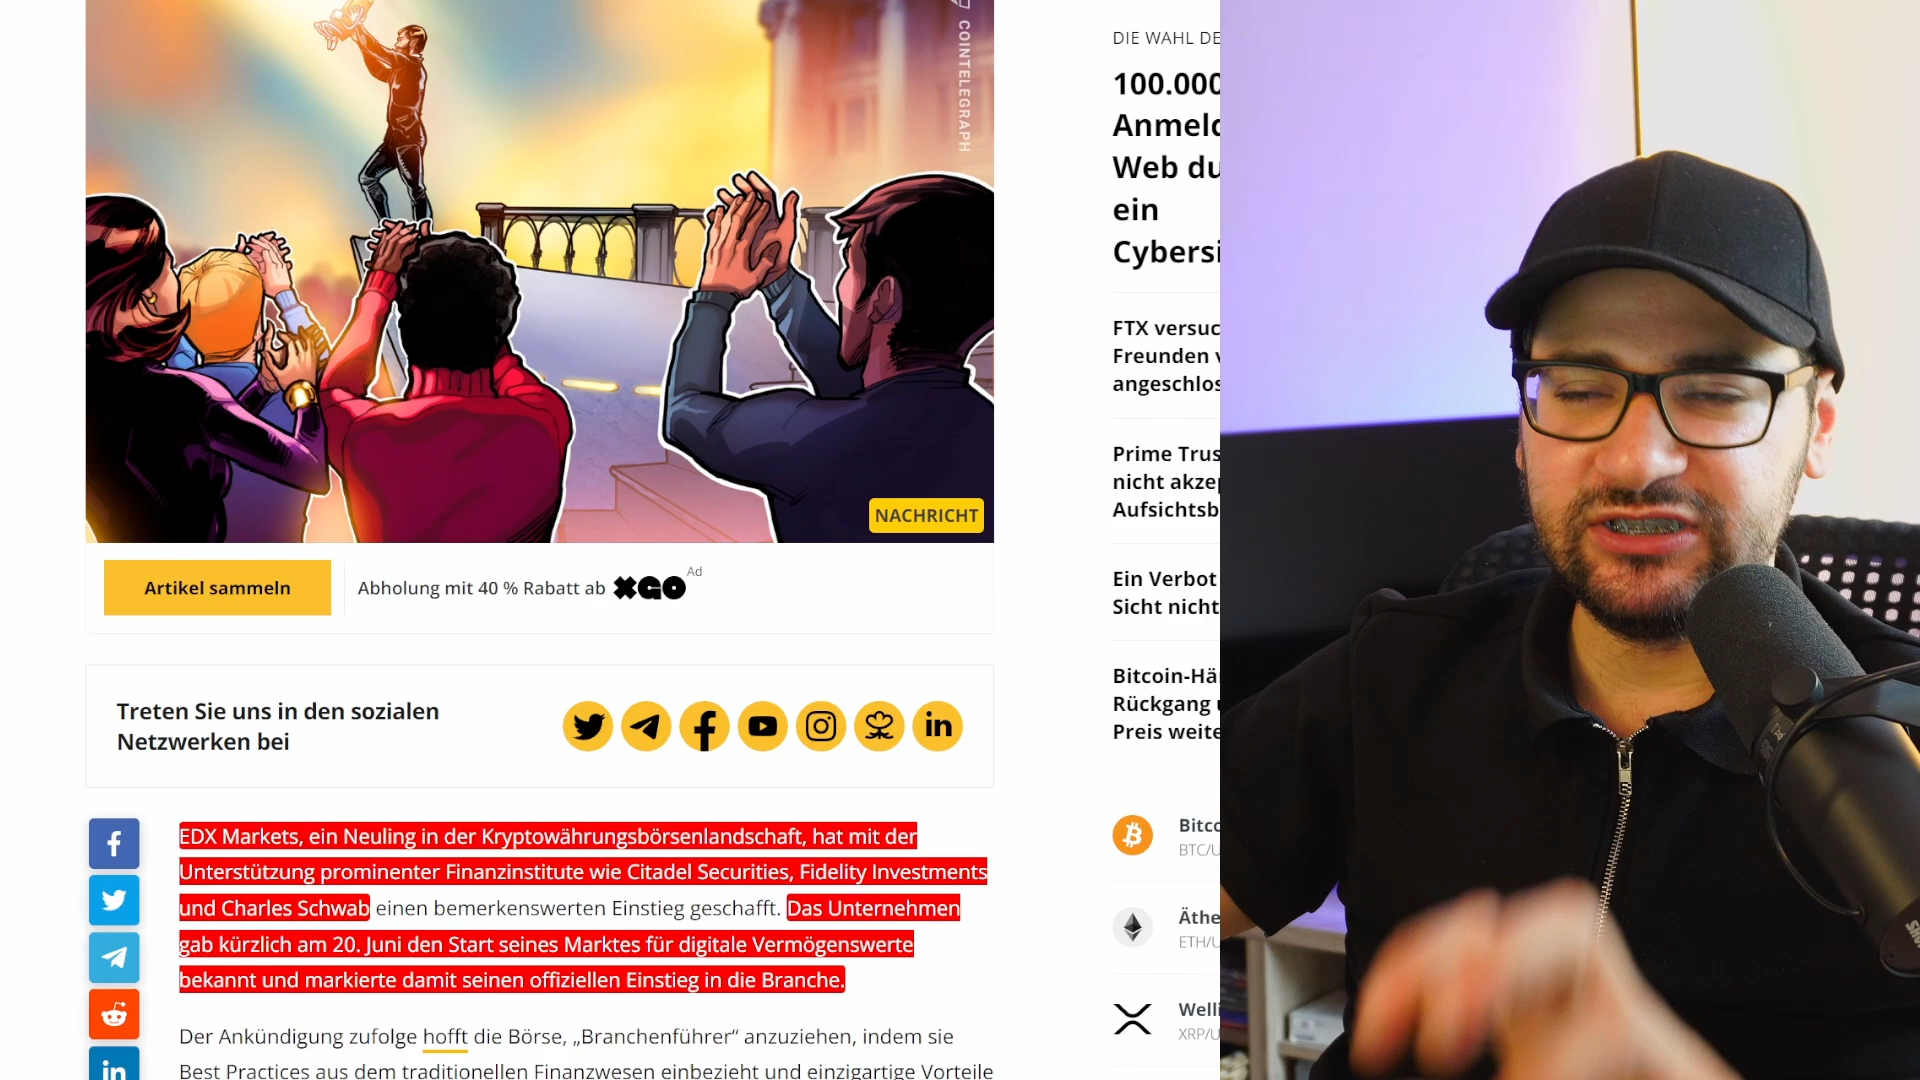 COINTELEGRAPH
NACHRICHT
Artikel sammeln
Abholung mit 40 % Rabatt ab XGO
Ad
Treten Sie uns in den sozialen
Netzwerken bei
EDX Markets, ein Neuling in der Kryptowährungsbörsenlandschaft, hat mit der
Unterstützung prominenter Finanzinstitute wie Citadel Securities, Fidelity Investments
und Charles Schwab einen bemerkenswerten Einstieg geschafft. Das Unternehmen
gab kürzlich am 20. Juni den Start seines Marktes für digitale Vermögenswerte
bekannt und markierte damit seinen offiziellen Einstieg in die Branche.
Der Ankündigung zufolge hofft die Börse, „Branchenführer“ anzuziehen, indem sie
Best Practices aus dem traditionellen Finanzwesen einbezieht und einzigartige Vorteile
DIE WAHL DE
100.000
Anmeld
Web du
ein
Cybersi
FTX versuc
Freunden v
angeschlos
Prime Trus
nicht akzep
Aufsichtsb
Ein Verbot
Sicht nicht
Bitcoin-Hä
Rückgang u
Preis weite
Bitco
BTC/U
Äthe
ETH/U
Welli
XRP/U